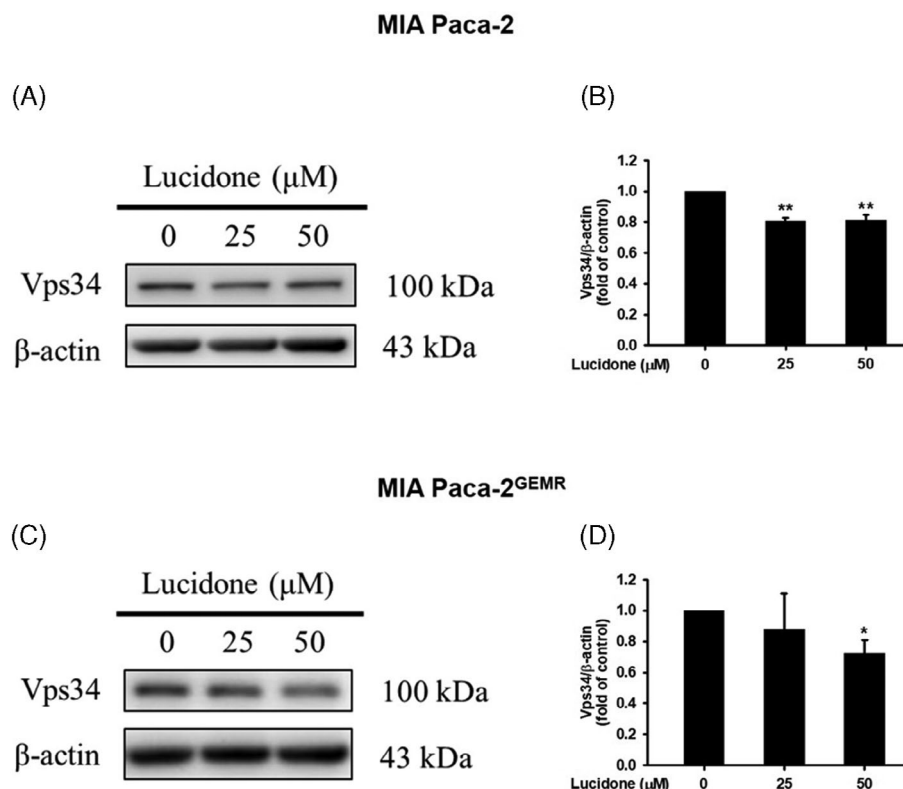 MIA Paca-2
(A)
Lucidone (μM)
0 25 50
Vps34 100 kDa
β-actin 43 kDa
(B)
Vps34/β-actin
(fold of control)
1.2
1.0
0.8
0.6
0.4
0.2
0.0
** **
Lucidone (μM) 0 25 50
MIA Paca-2GEMR
(C)
Lucidone (μM)
0 25 50
Vps34 100 kDa
β-actin 43 kDa
(D)
Vps34/β-actin
(fold of control)
1.2
1.0
0.8
0.6
0.4
0.2
0.0
*
Lucidone (μM) 0 25 50